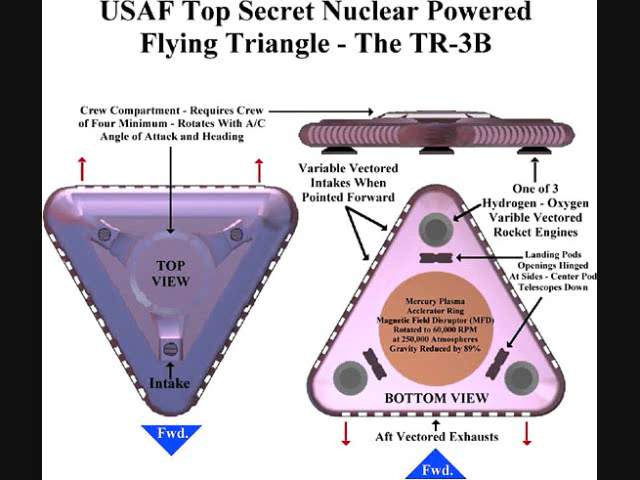 USAF Top Secret Nuclear Powered
Flying Triangle - The TR-3B
Crew Compartment - Requires Crew
of Four Minimum - Rotates With A/C
Angle of Attack and Heading
Variable Vectored
Intakes When
Pointed Forward
One of 3
Hydrogen - Oxygen
Varible Vectored
Rocket Engines
Landing Pods
Openings Hinged
At Sides - Center Pod
Telescopes Down
TOP
VIEW
Intake
Fwd.
Mercury Plasma
Acclerator Ring
Magnetic Field Disruptor (MFD)
Rotated to 60,000 RPM
at 250,000 Atmospheres
Gravity Reduced by 89%
BOTTOM VIEW
Aft Vectored Exhausts
Fwd.